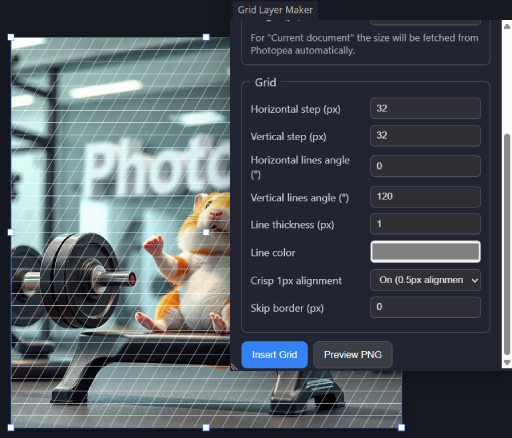 Grid Layer Maker
For "Current document" the size will be fetched from
Photopea automatically.
Grid
Horizontal step (px)
32
Vertical step (px)
32
Horizontal lines angle
(°)
0
Vertical lines angle (°)
120
Line thickness (px)
1
Line color
Crisp 1px alignment
On (0.5px alignmen
Skip border (px)
0
Insert Grid
Preview PNG
Photo